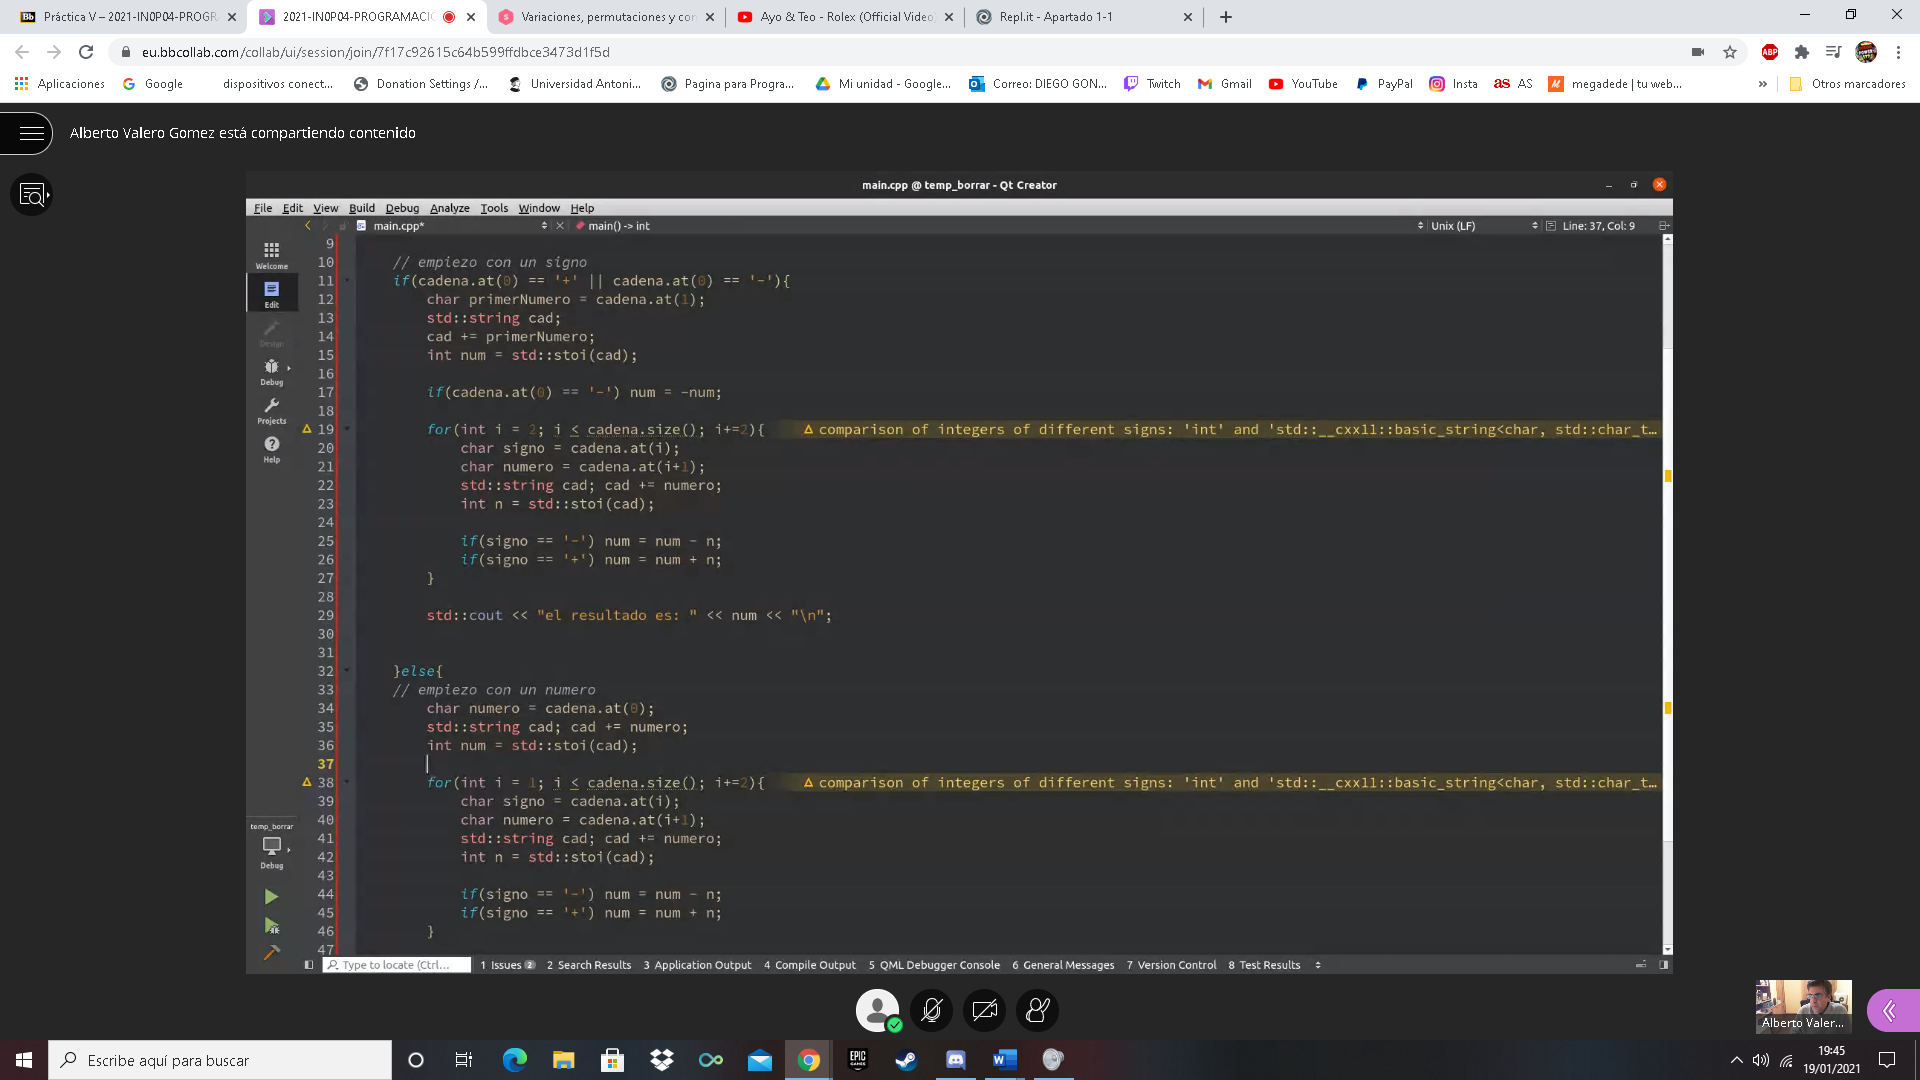 Práctica V – 2021-IN0P04-PROGR
2021-IN0P04-PROGRAMACIO
Variaciones, permutaciones y con
Ayo & Teo - Rolex (Official Video)
Repl.it - Apartado 1-1
eu.bbcollab.com/collab/ui/session/join/7f17c92615c64b599ffdbce3473d1f5d
ABP
Aplicaciones
Google
dispositivos conect...
Donation Settings /...
Universidad Antoni...
Pagina para Progra...
Mi unidad - Google...
Correo: DIEGO GON...
Twitch
Gmail
YouTube
PayPal
Insta
as AS
megadede | tu web...
»
Otros marcadores
Alberto Valero Gomez está compartiendo contenido
main.cpp @ temp_borrar - Qt Creator
File Edit View Build Debug Analyze Tools Window Help
main.cpp*
main() -> int
Unix (LF)
Line: 37, Col: 9
Welcome
Edit
Design
Debug
Projects
Help
temp_borrar
Debug
9
10 // empiezo con un signo
11 if(cadena.at(0) == '+' || cadena.at(0) == '-'){
12 char primerNumero = cadena.at(1);
13 std::string cad;
14 cad += primerNumero;
15 int num = std::stoi(cad);
16
17 if(cadena.at(0) == '-') num = -num;
18
19 for(int i = 2; i < cadena.size(); i+=2){ comparison of integers of different signs: 'int' and 'std::__cxx11::basic_string<char, std::char_t…
20 char signo = cadena.at(i);
21 char numero = cadena.at(i+1);
22 std::string cad; cad += numero;
23 int n = std::stoi(cad);
24
25 if(signo == '-') num = num - n;
26 if(signo == '+') num = num + n;
27 }
28
29 std::cout << "el resultado es: " << num << "\n";
30
31
32 }else{
33 // empiezo con un numero
34 char numero = cadena.at(0);
35 std::string cad; cad += numero;
36 int num = std::stoi(cad);
37
38 for(int i = 1; i < cadena.size(); i+=2){ comparison of integers of different signs: 'int' and 'std::__cxx11::basic_string<char, std::char_t…
39 char signo = cadena.at(i);
40 char numero = cadena.at(i+1);
41 std::string cad; cad += numero;
42 int n = std::stoi(cad);
43
44 if(signo == '-') num = num - n;
45 if(signo == '+') num = num + n;
46 }
47
Type to locate (Ctrl...
1 Issues 2
2 Search Results
3 Application Output
4 Compile Output
5 QML Debugger Console
6 General Messages
7 Version Control
8 Test Results
Alberto Valer...
Escribe aquí para buscar
EPIC GAMES
19:45
19/01/2021